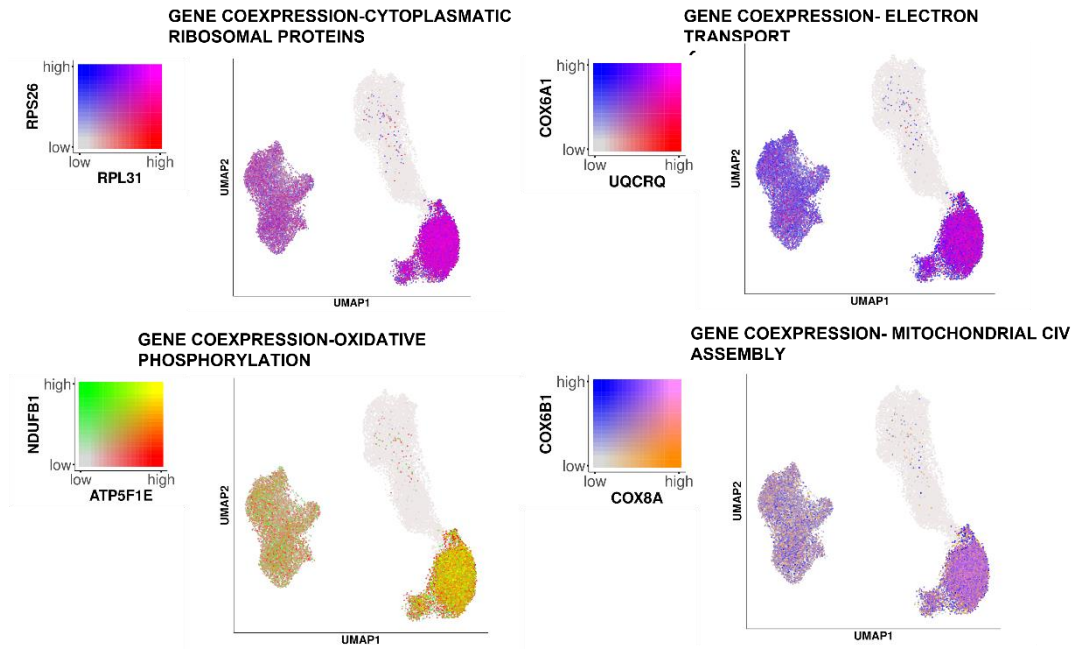 GENE COEXPRESSION-CYTOPLASMATIC
RIBOSOMAL PROTEINS
high
RPS26
low
low
high
RPL31
UMAP2
UMAP1
GENE COEXPRESSION- ELECTRON
TRANSPORT
high
COX6A1
low
low
high
UQCRQ
UMAP2
UMAP1
GENE COEXPRESSION-OXIDATIVE
PHOSPHORYLATION
high
NDUFB1
low
low
high
ATP5F1E
UMAP2
UMAP1
GENE COEXPRESSION- MITOCHONDRIAL CIV
ASSEMBLY
high
COX6B1
low
low
high
COX8A
UMAP2
UMAP1